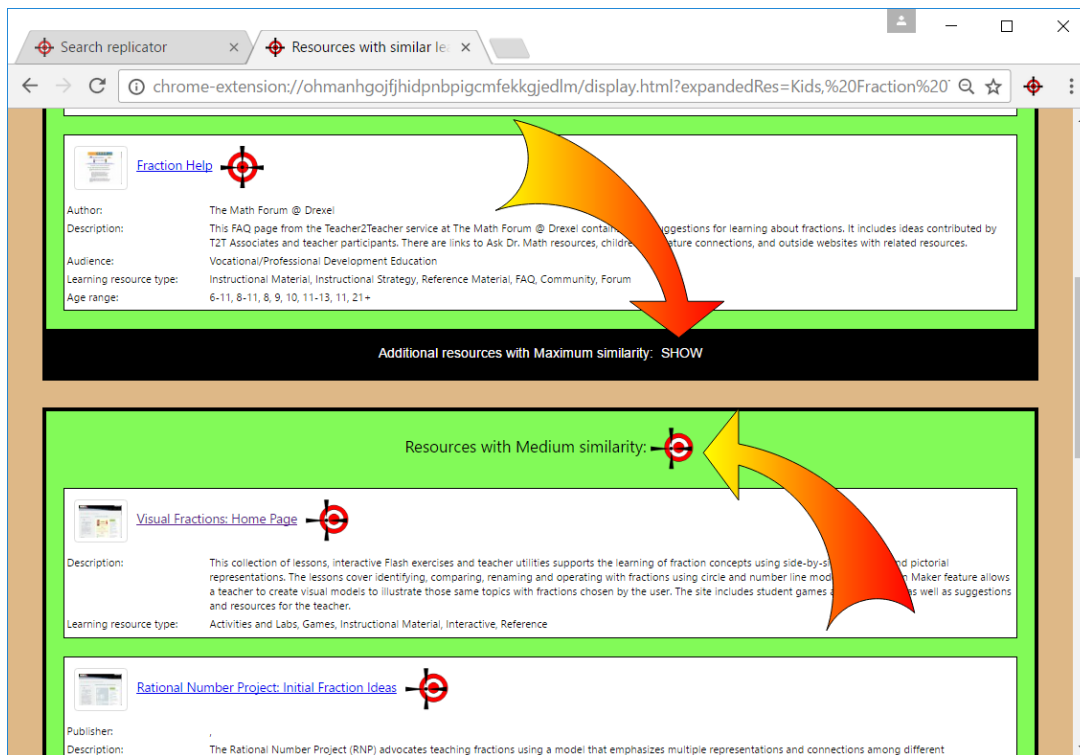 Search replicator
Resources with similar le
chrome-extension://ohmanhgojfjhidpnbpigcmfekkgjedlm/display.html?expandedRes=Kids,%20Fraction%20
Fraction Help
Author: The Math Forum @ Drexel
Description: This FAQ page from the Teacher2Teacher service at The Math Forum @ Drexel contain uggestions for learning about fractions. It includes ideas contributed by
T2T Associates and teacher participants. There are links to Ask Dr. Math resources, childre ature connections, and outside websites with related resources.
Audience: Vocational/Professional Development Education
Learning resource type: Instructional Material, Instructional Strategy, Reference Material, FAQ, Community, Forum
Age range: 6-11, 8-11, 8, 9, 10, 11-13, 11, 21+
Additional resources with Maximum similarity: SHOW
Resources with Medium similarity:
Visual Fractions: Home Page
Description: This collection of lessons, interactive Flash exercises and teacher utilities supports the learning of fraction concepts using side-by-s nd pictorial
representations. The lessons cover identifying, comparing, renaming and operating with fractions using circle and number line mod n Maker feature allows
a teacher to create visual models to illustrate those same topics with fractions chosen by the user. The site includes student games a as well as suggestions
and resources for the teacher.
Learning resource type: Activities and Labs, Games, Instructional Material, Interactive, Reference
Rational Number Project: Initial Fraction Ideas
Publisher: ,
Description: The Rational Number Project (RNP) advocates teaching fractions using a model that emphasizes multiple representations and connections among different